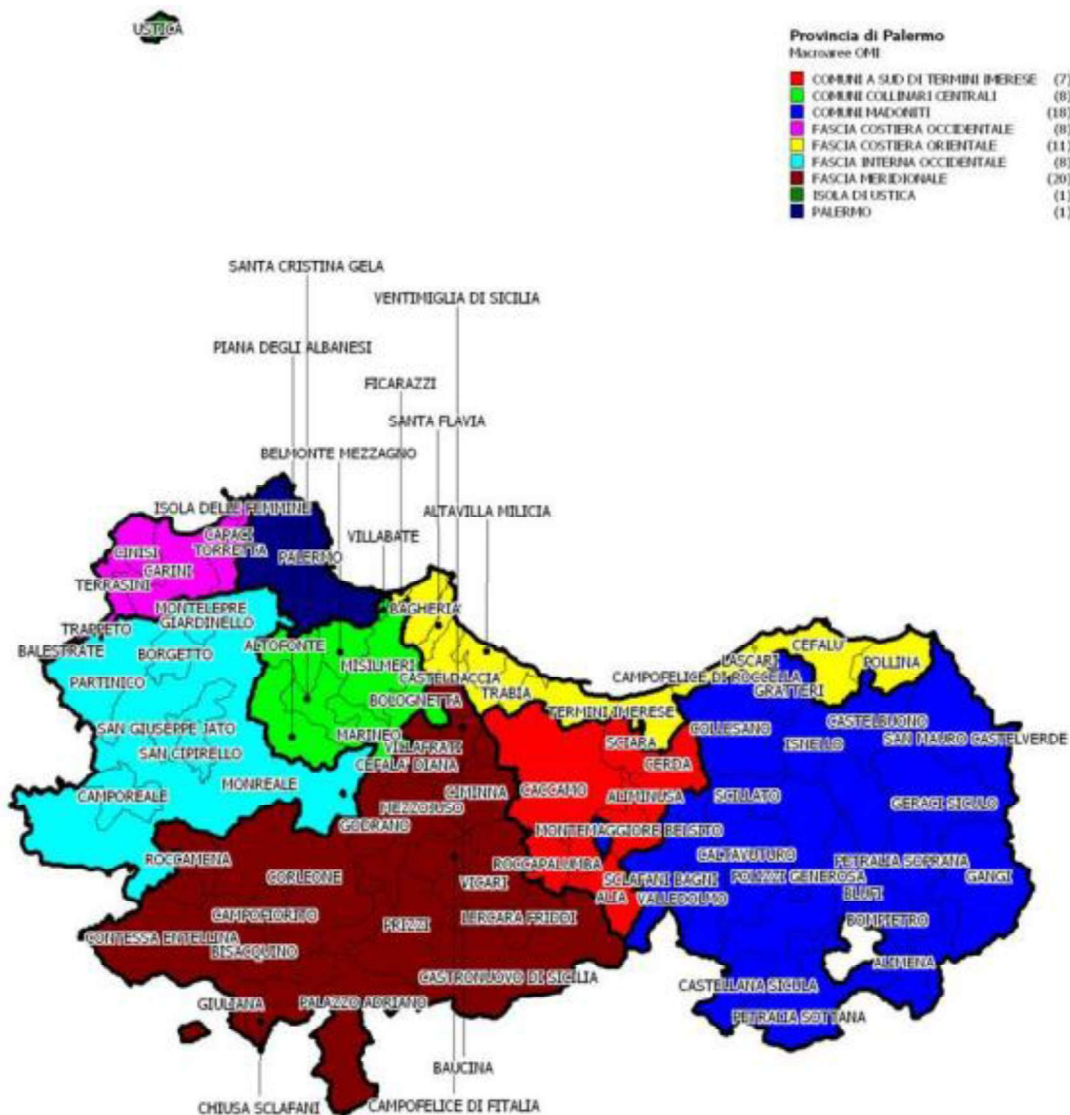 USTICA
Provincia di Palermo
Macroaree OMI
COMUNI A SUD DI TERMINI IMERESE (7)
COMUNI COLLINARI CENTRALI (8)
COMUNI MADONITI (18)
FASCIA COSTIERA OCCIDENTALE (8)
FASCIA COSTIERA ORIENTALE (11)
FASCIA INTERNA OCCIDENTALE (8)
FASCIA MERIDIONALE (20)
ISOLA DI USTICA (1)
PALERMO (1)
SANTA CRISTINA GELA
VENTIMIGLIA DI SICILIA
PIANA DEGLI ALBANESI
FICARAZZI
SANTA FLAVIA
BELMONTE MEZZAGNO
ISOLA DELLE FEMMINE
ALTAVILLA MILICIA
CAPACI
VILLABATE
CINISI
TORRETTA
PALERMO
CARINI
TERRASINI
MONTELEPRE
BAGHERIA
GIARDINELLO
TRAPPETO
BALESTRATE
BORGETTO
ALTOFONTE
MISILMERI
CEFALÙ
LASCARI
POLLINA
PARTINICO
CASTELDACCIA
CAMPOFELICE DI ROCCELLA
TRABIA
GRATTERI
BOLOGNETTA
TERMINI IMERESE
SAN GIUSEPPE JATO
MARINEO
COLLESANO
CASTELBUONO
SAN CIPIRELLO
VILLAFRATI
SCIARA
ISNELLO
SAN MAURO CASTELVERDE
CEFALA' DIANA
CERDA
MONREALE
CAMPOREALE
CIMINNA
CACCAMO
ALIMINUSA
SCILLATO
MEZZOJUSO
GERACI SICULO
GODRANO
MONTEMAGGIORE BELSITO
ROCCAMENA
ROCCAPALUMBA
CALTAVUTURO
PETRALIA SOPRANA
CORLEONE
VICARI
SCLAFANI BAGNI
POLIZZI GENEROSA
GANGI
ALIA
VALLEDOLMO
BLUFI
CAMPOFIORITO
PRIZZI
LERCARA FRIDDI
BOMPIETRO
CONTESSA ENTELLINA
BISACQUINO
ALIMENA
CASTRONUOVO DI SICILIA
CASTELLANA SICULA
GIULIANA
PALAZZO ADRIANO
PETRALIA SOTTANA
BAUCINA
CHIUSA SCLAFANI
CAMPOFELICE DI FITALIA